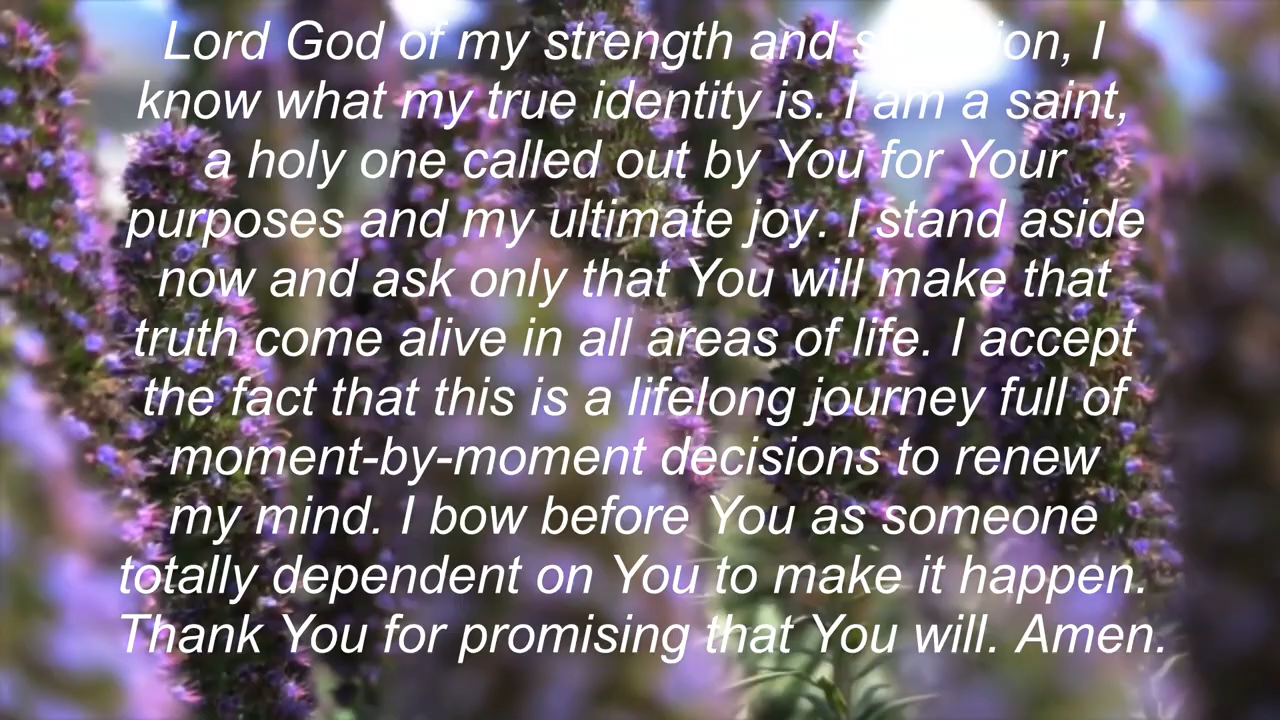 Lord God of my strength and s ion, I
know what my true identity is. I am a saint,
a holy one called out by You for Your
purposes and my ultimate joy. I stand aside
now and ask only that You will make that
truth come alive in all areas of life. I accept
the fact that this is a lifelong journey full of
moment-by-moment decisions to renew
my mind. I bow before You as someone
totally dependent on You to make it happen.
Thank You for promising that You will. Amen.